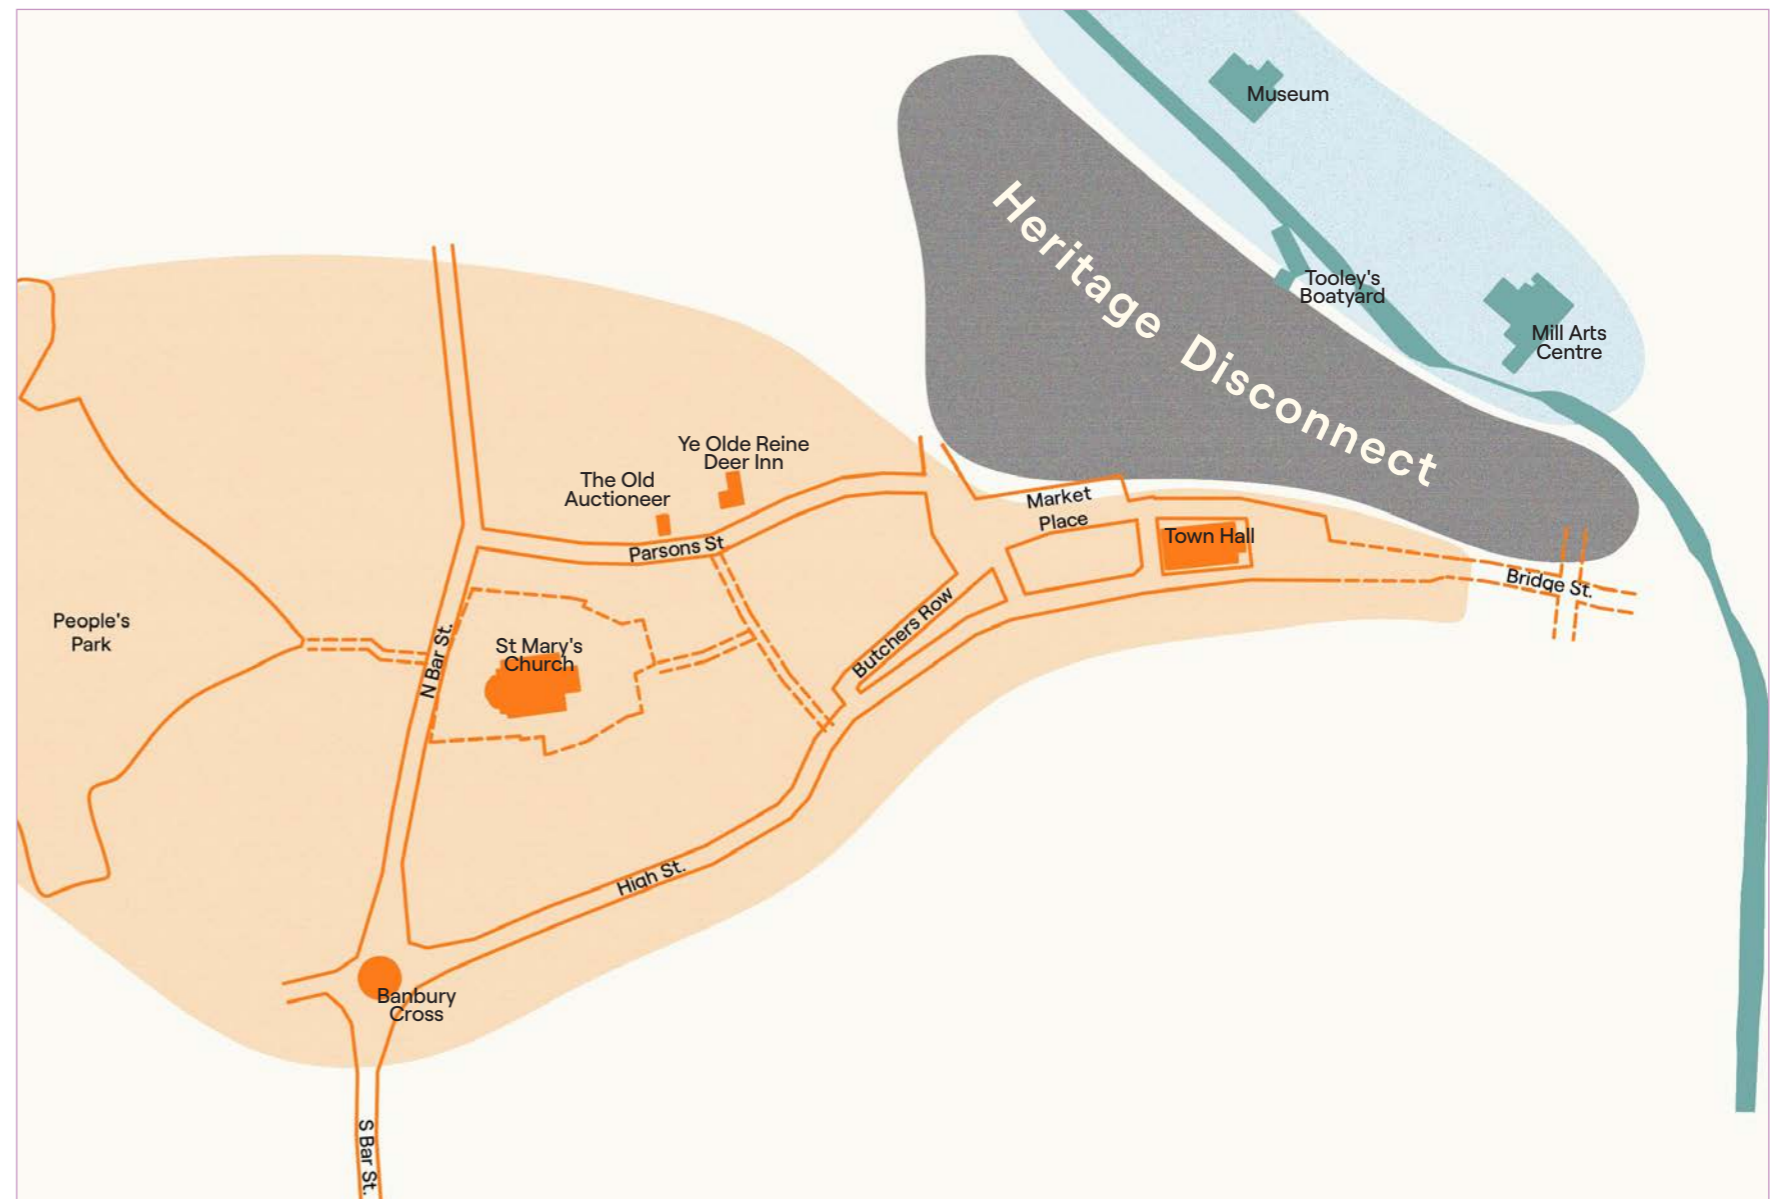 Museum
Heritage Disconnect
Tooley's
Boatyard
Mill Arts
Centre
Ye Olde Reine
Deer Inn
The Old
Auctioneer
Market
Place
Parsons St
Town Hall
Bridge St.
People's
Park
N Bar St.
St Mary's
Church
Butchers Row
High St.
Banbury
Cross
S Bar St.